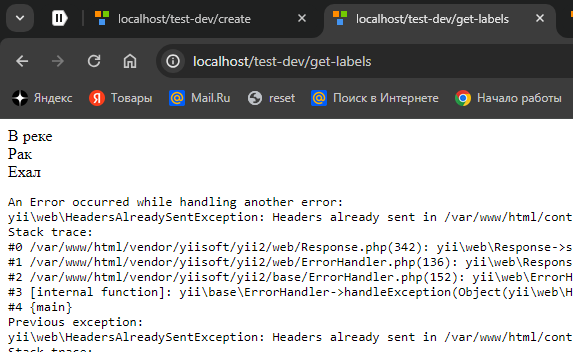 localhost/test-dev/create
localhost/test-dev/get-labels
localhost/test-dev/get-labels
Яндекс
Товары
Mail.Ru
reset
Поиск в Интернете
Начало работы
В реке
Рак
Ехал
An Error occurred while handling another error:
yii\web\HeadersAlreadySentException: Headers already sent in /var/www/html/cont
Stack trace:
#0 /var/www/html/vendor/yiisoft/yii2/web/Response.php(342): yii\web\Response->s
#1 /var/www/html/vendor/yiisoft/yii2/web/ErrorHandler.php(136): yii\web\Respons
#2 /var/www/html/vendor/yiisoft/yii2/base/ErrorHandler.php(152): yii\web\ErrorH
#3 [internal function]: yii\base\ErrorHandler->handleException(Object(yii\web\H
#4 {main}
Previous exception:
yii\web\HeadersAlreadySentException: Headers already sent in /var/www/html/cont
Stack trace: